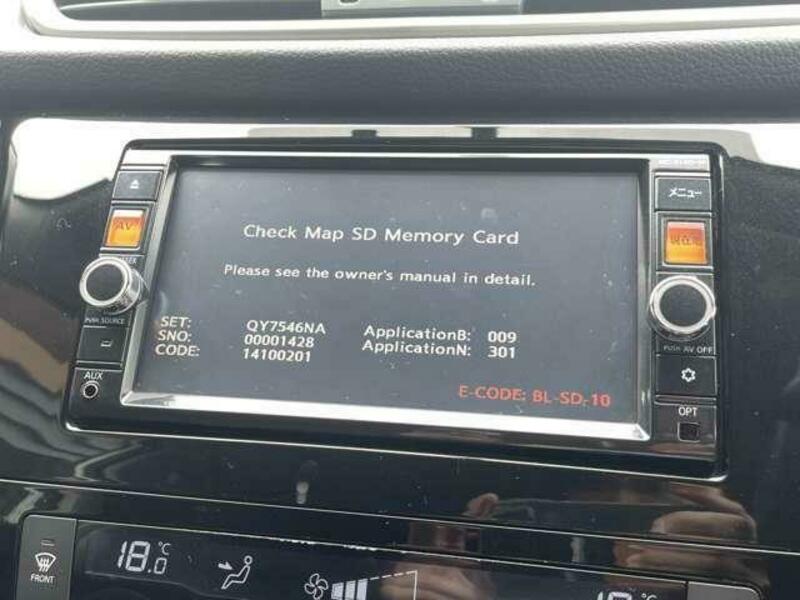 メニュー
AV
現在地
Check Map SD Memory Card
Please see the owner's manual in detail.
SET: QY7546NA ApplicationB: 009
SNO: 00001428 ApplicationN: 301
CODE: 14100201
PUSH SOURCE
PUSH AV OFF
AUX
E-CODE: BL-SD-10
OPT
18.0 °C
FRONT